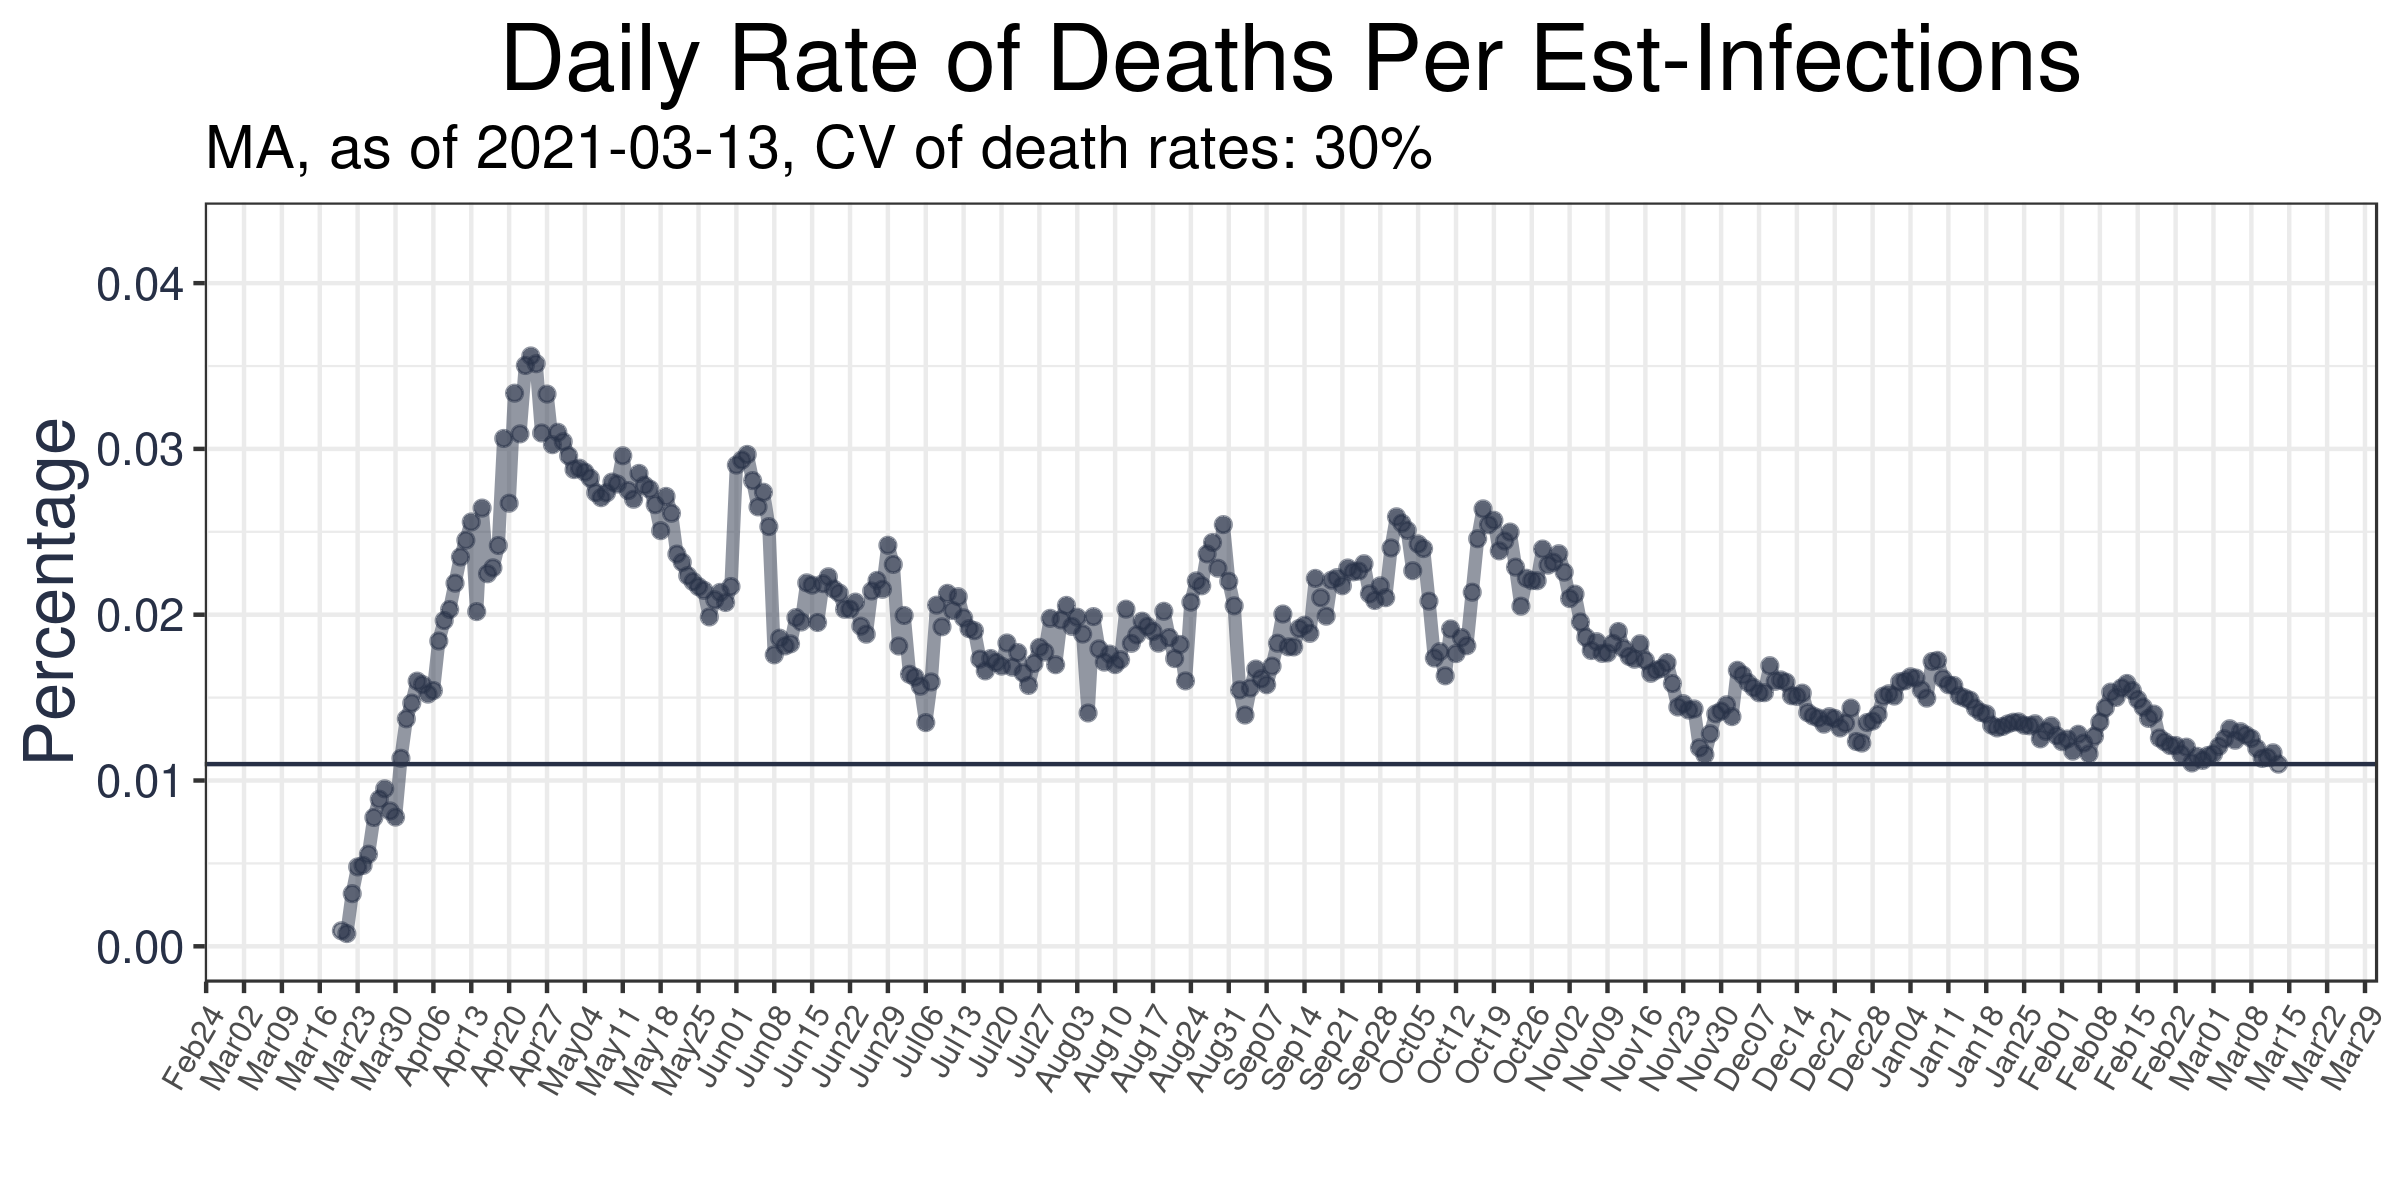 Daily Rate of Deaths Per Est-Infections
MA, as of 2021-03-13, CV of death rates: 30%
Percentage
0.04
0.03
0.02
0.01
0.00
Feb24
Mar02
Mar09
Mar16
Mar23
Mar30
Apr06
Apr13
Apr20
Apr27
May04
May11
May18
May25
Jun01
Jun08
Jun15
Jun22
Jun29
Jul06
Jul13
Jul20
Jul27
Aug03
Aug10
Aug17
Aug24
Aug31
Sep07
Sep14
Sep21
Sep28
Oct05
Oct12
Oct19
Oct26
Nov02
Nov09
Nov16
Nov23
Nov30
Dec07
Dec14
Dec21
Dec28
Jan04
Jan11
Jan18
Jan25
Feb01
Feb08
Feb15
Feb22
Mar01
Mar08
Mar15
Mar22
Mar29